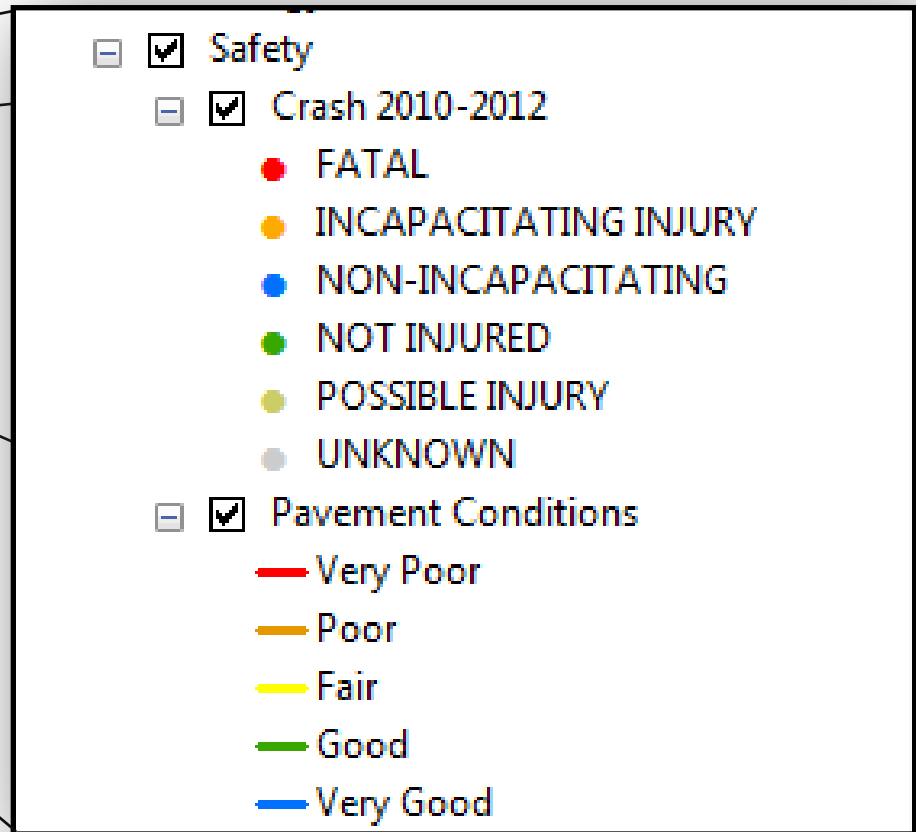 Safety
Crash 2010-2012
FATAL
INCAPACITATING INJURY
NON-INCAPACITATING
NOT INJURED
POSSIBLE INJURY
UNKNOWN
Pavement Conditions
Very Poor
Poor
Fair
Good
Very Good